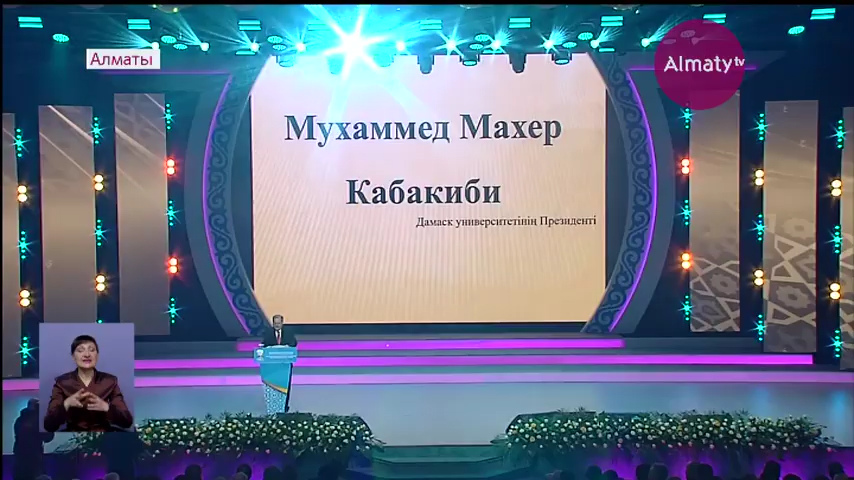 Алматы
Almaty tv
Мухаммед Махер
Кабакиби
Дамаск университетінің Президенті